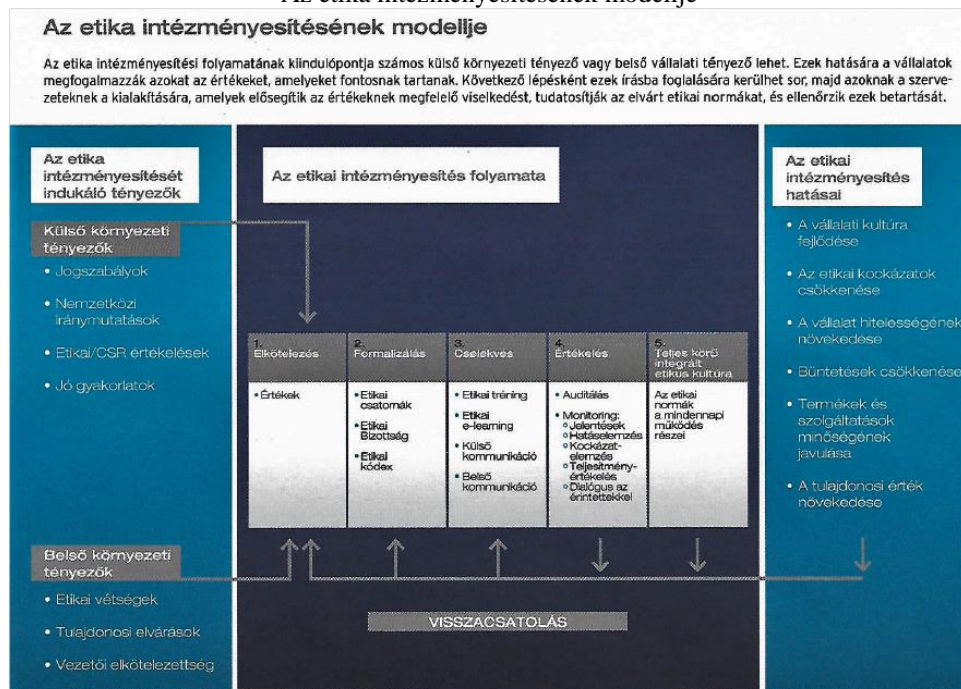 Az etika intézményesítésének modellje
Az etika intézményesítésének modellje
Az etika intézményesítési folyamatának kiindulópontja számos külső környezeti tényező vagy belső vállalati tényező lehet. Ezek hatására a vállalatok
megfogalmazzák azokat az értékeket, amelyeket fontosnak tartanak. Következő lépésként ezek írásba foglalására kerülhet sor, majd azoknak a szerve-
zeteknek a kialakítására, amelyek elősegítik az értékeknek megfelelő viselkedést, tudatosítják az elvárt etikai normákat, és ellenőrzik ezek betartását.
Az etika
intézményesítését
indukáló tényezők
Külső környezeti
tényezők
• Jogszabályok
• Nemzetközi
iránymutatások
• Etikai/CSR értékelések
• Jó gyakorlatok
Belső környezeti
tényezők
• Etikai vétségek
• Tulajdonosi elvárások
• Vezetői elkötelezettség
Az etikai intézményesítés folyamata
1.
Elkötelezés
• Értékek
2.
Formalizálás
• Etikai
csatornák
• Etikai
Bizottság
• Etikai
kódex
3.
Cselekvés
• Etikai tréning
• Etikai
e-learning
• Külső
kommunikáció
• Belső
kommunikáció
4.
Értékelés
• Auditálás
• Monitoring:
o Jelentések
o Hatáselemzés
o Kockázat-
elemzés
o Teljesítmény-
értékelés
o Dialógus az
érintettekkel
5.
Teljes körű
integrált
etikus kultúra
Az etikai
normák
a mindennapi
működés
részei
VISSZACSATOLÁS
Az etikai
intézményesítés
hatásai
• A vállalati kultúra
fejlődése
• Az etikai kockázatok
csökkenése
• A vállalat hitelességének
növekedése
• Büntetések csökkenése
• Termékek és
szolgáltatások
minőségének
javulása
• A tulajdonosi érték
növekedése